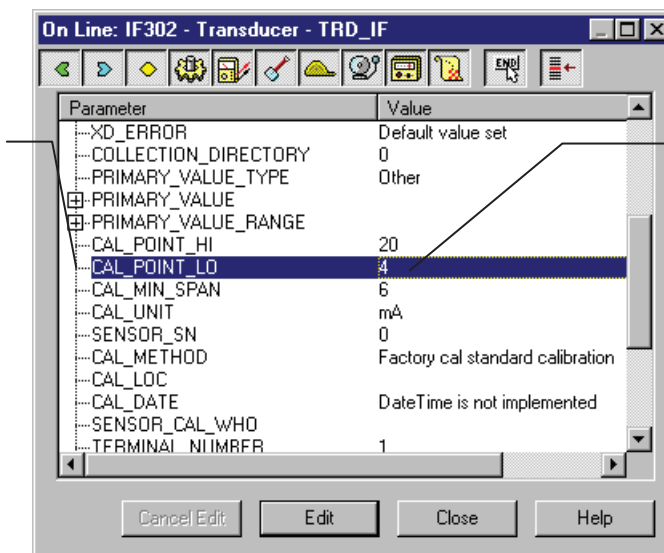 On Line: IF302 - Transducer - TRD_IF
END
Parameter Value
XD_ERROR Default value set
COLLECTION_DIRECTORY 0
PRIMARY_VALUE_TYPE Other
PRIMARY_VALUE
PRIMARY_VALUE_RANGE
CAL_POINT_HI 20
CAL_POINT_LO 4
CAL_MIN_SPAN 6
CAL_UNIT mA
SENSOR_SN 0
CAL_METHOD Factory cal standard calibration
CAL_LOC
CAL_DATE DateTime is not implemented
SENSOR_CAL_WHO
TERMINAL_NUMBER 1
Cancel Edit Edit Close Help